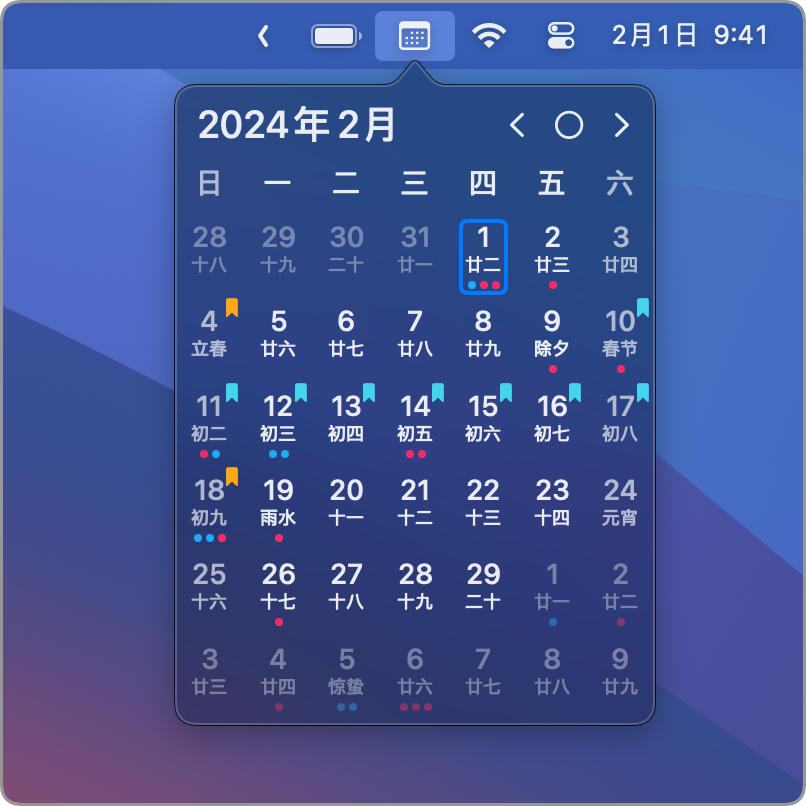 2月1日 9:41
2024年2月
日 一 二 三 四 五 六
28 29 30 31 1 2 3
十八 十九 二十 廿一 廿二 廿三 廿四
4 5 6 7 8 9 10
立春 廿六 廿七 廿八 廿九 除夕 春节
11 12 13 14 15 16 17
初二 初三 初四 初五 初六 初七 初八
18 19 20 21 22 23 24
初九 雨水 十一 十二 十三 十四 元宵
25 26 27 28 29 1 2
十六 十七 十八 十九 二十 廿一 廿二
3 4 5 6 7 8 9
廿三 廿四 惊蛰 廿六 廿七 廿八 廿九